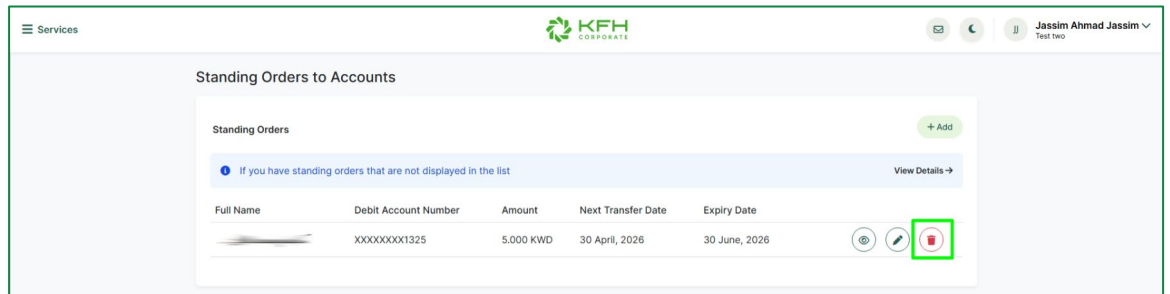 Services
KFH
CORPORATE
JJ
Jassim Ahmad Jassim
Test two
Standing Orders to Accounts
Standing Orders
+ Add
If you have standing orders that are not displayed in the list
View Details →
Full Name Debit Account Number Amount Next Transfer Date Expiry Date
XXXXXXXX1325 5.000 KWD 30 April, 2026 30 June, 2026